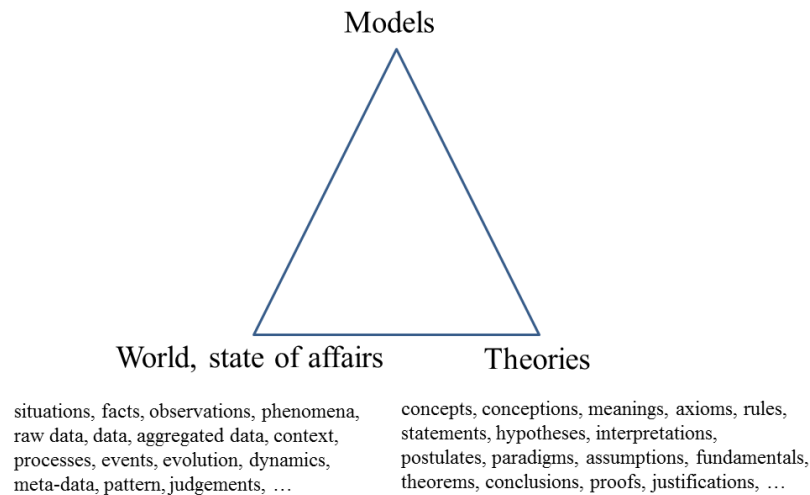 Models
World, state of affairs
Theories
situations, facts, observations, phenomena,
raw data, data, aggregated data, context,
processes, events, evolution, dynamics,
meta-data, pattern, judgements, …
concepts, conceptions, meanings, axioms, rules,
statements, hypotheses, interpretations,
postulates, paradigms, assumptions, fundamentals,
theorems, conclusions, proofs, justifications, …